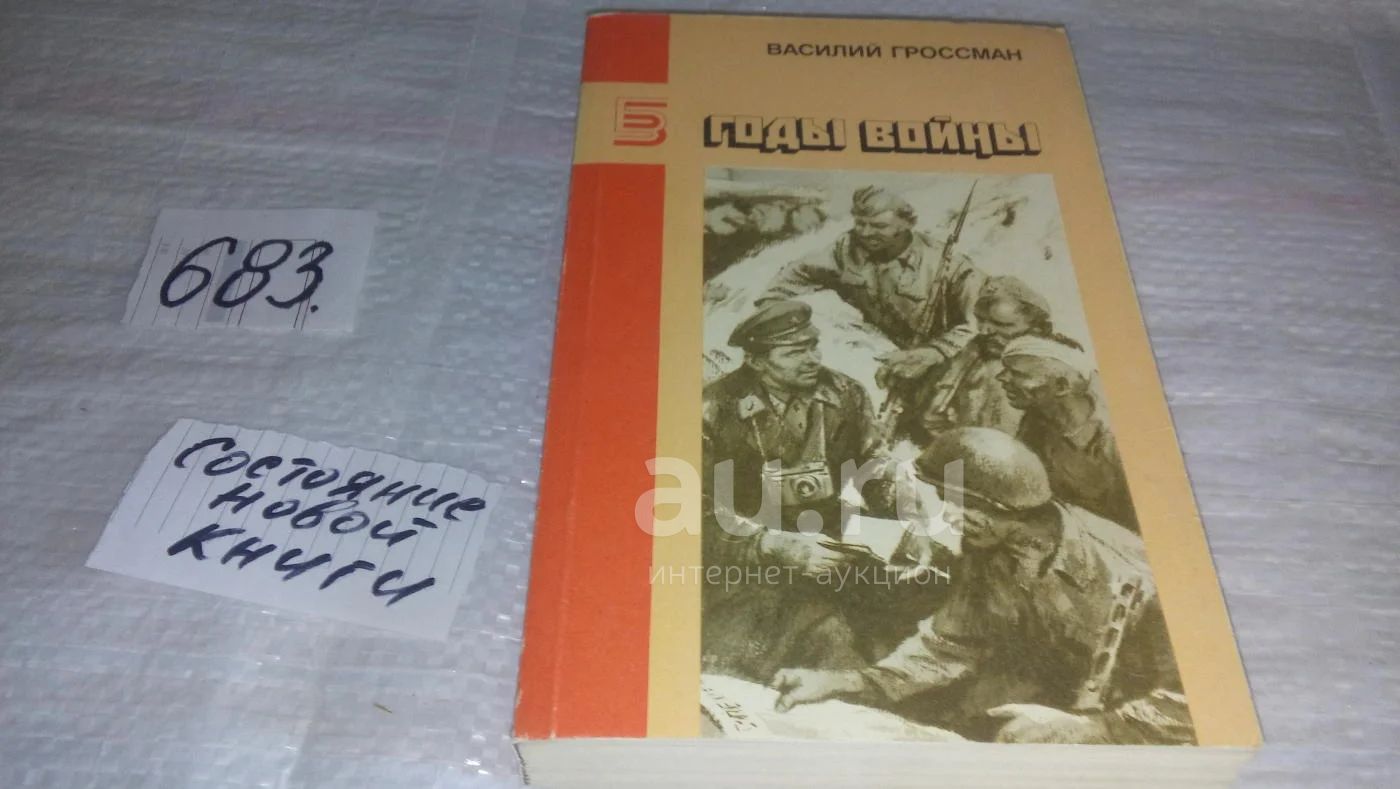 ВАСИЛИЙ ГРОССМАН
ГОДЫ ВОЙНЫ
683.
Состояние
новой
книги
au.ru
интернет-аукцион